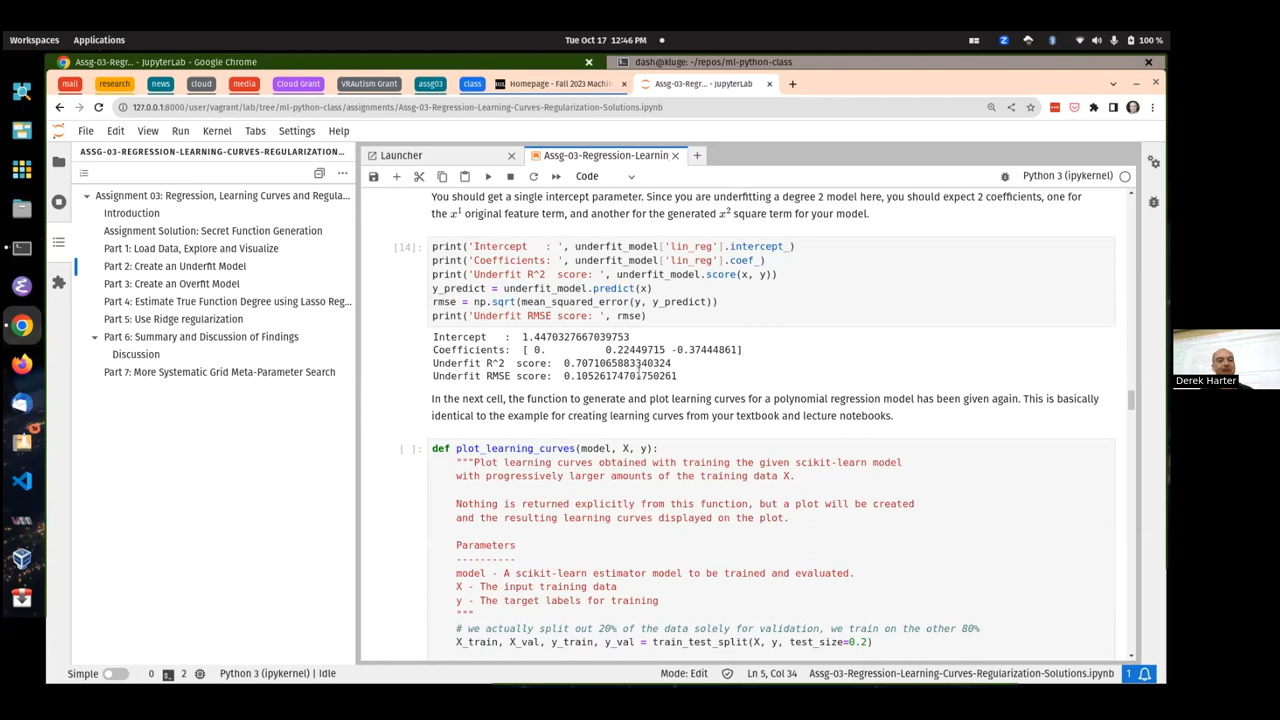 Workspaces Applications Tue Oct 17 12:46 PM 100 %
Assg-03-Regr... - JupyterLab - Google Chrome dash@kluge: ~/repos/ml-python-class
mail research news cloud media Cloud Grant VRAutism Grant assg03 class Homepage - Fall 2023 Machi Assg-03-Regr... - JupyterLab
127.0.0.1:8000/user/vagrant/lab/tree/ml-python-class/assignments/Assg-03-Regression-Learning-Curves-Regularization-Solutions.ipynb
File Edit View Run Kernel Tabs Settings Help
ASSG-03-REGRESSION-LEARNING-CURVES-REGULARIZATION...
Launcher Assg-03-Regression-Learnin
Code Python 3 (ipykernel)
Assignment 03: Regression, Learning Curves and Regula...
Introduction
Assignment Solution: Secret Function Generation
Part 1: Load Data, Explore and Visualize
Part 2: Create an Underfit Model
Part 3: Create an Overfit Model
Part 4: Estimate True Function Degree using Lasso Reg...
Part 5: Use Ridge regularization
Part 6: Summary and Discussion of Findings
Discussion
Part 7: More Systematic Grid Meta-Parameter Search
You should get a single intercept parameter. Since you are underfitting a degree 2 model here, you should expect 2 coefficients, one for
the x¹ original feature term, and another for the generated x² square term for your model.
[14]: print('Intercept   : ', underfit_model['lin_reg'].intercept_)
print('Coefficients: ', underfit_model['lin_reg'].coef_)
print('Underfit R^2  score: ', underfit_model.score(x, y))
y_predict = underfit_model.predict(x)
rmse = np.sqrt(mean_squared_error(y, y_predict))
print('Underfit RMSE score: ', rmse)
Intercept   :  1.4470327667039753
Coefficients:  [ 0.          0.22449715 -0.37444861]
Underfit R^2  score:  0.7071065883340324
Underfit RMSE score:  0.10526174701750261
In the next cell, the function to generate and plot learning curves for a polynomial regression model has been given again. This is basically
identical to the example for creating learning curves from your textbook and lecture notebooks.
[ ]: def plot_learning_curves(model, X, y):
"""Plot learning curves obtained with training the given scikit-learn model
with progressively larger amounts of the training data X.
Nothing is returned explicitly from this function, but a plot will be created
and the resulting learning curves displayed on the plot.
Parameters
----------
model - A scikit-learn estimator model to be trained and evaluated.
X - The input training data
y - The target labels for training
"""
# we actually split out 20% of the data solely for validation, we train on the other 80%
X_train, X_val, y_train, y_val = train_test_split(X, y, test_size=0.2)
Simple 0 2 Python 3 (ipykernel) | Idle Mode: Edit Ln 5, Col 34 Assg-03-Regression-Learning-Curves-Regularization-Solutions.ipynb 1
Derek Harter